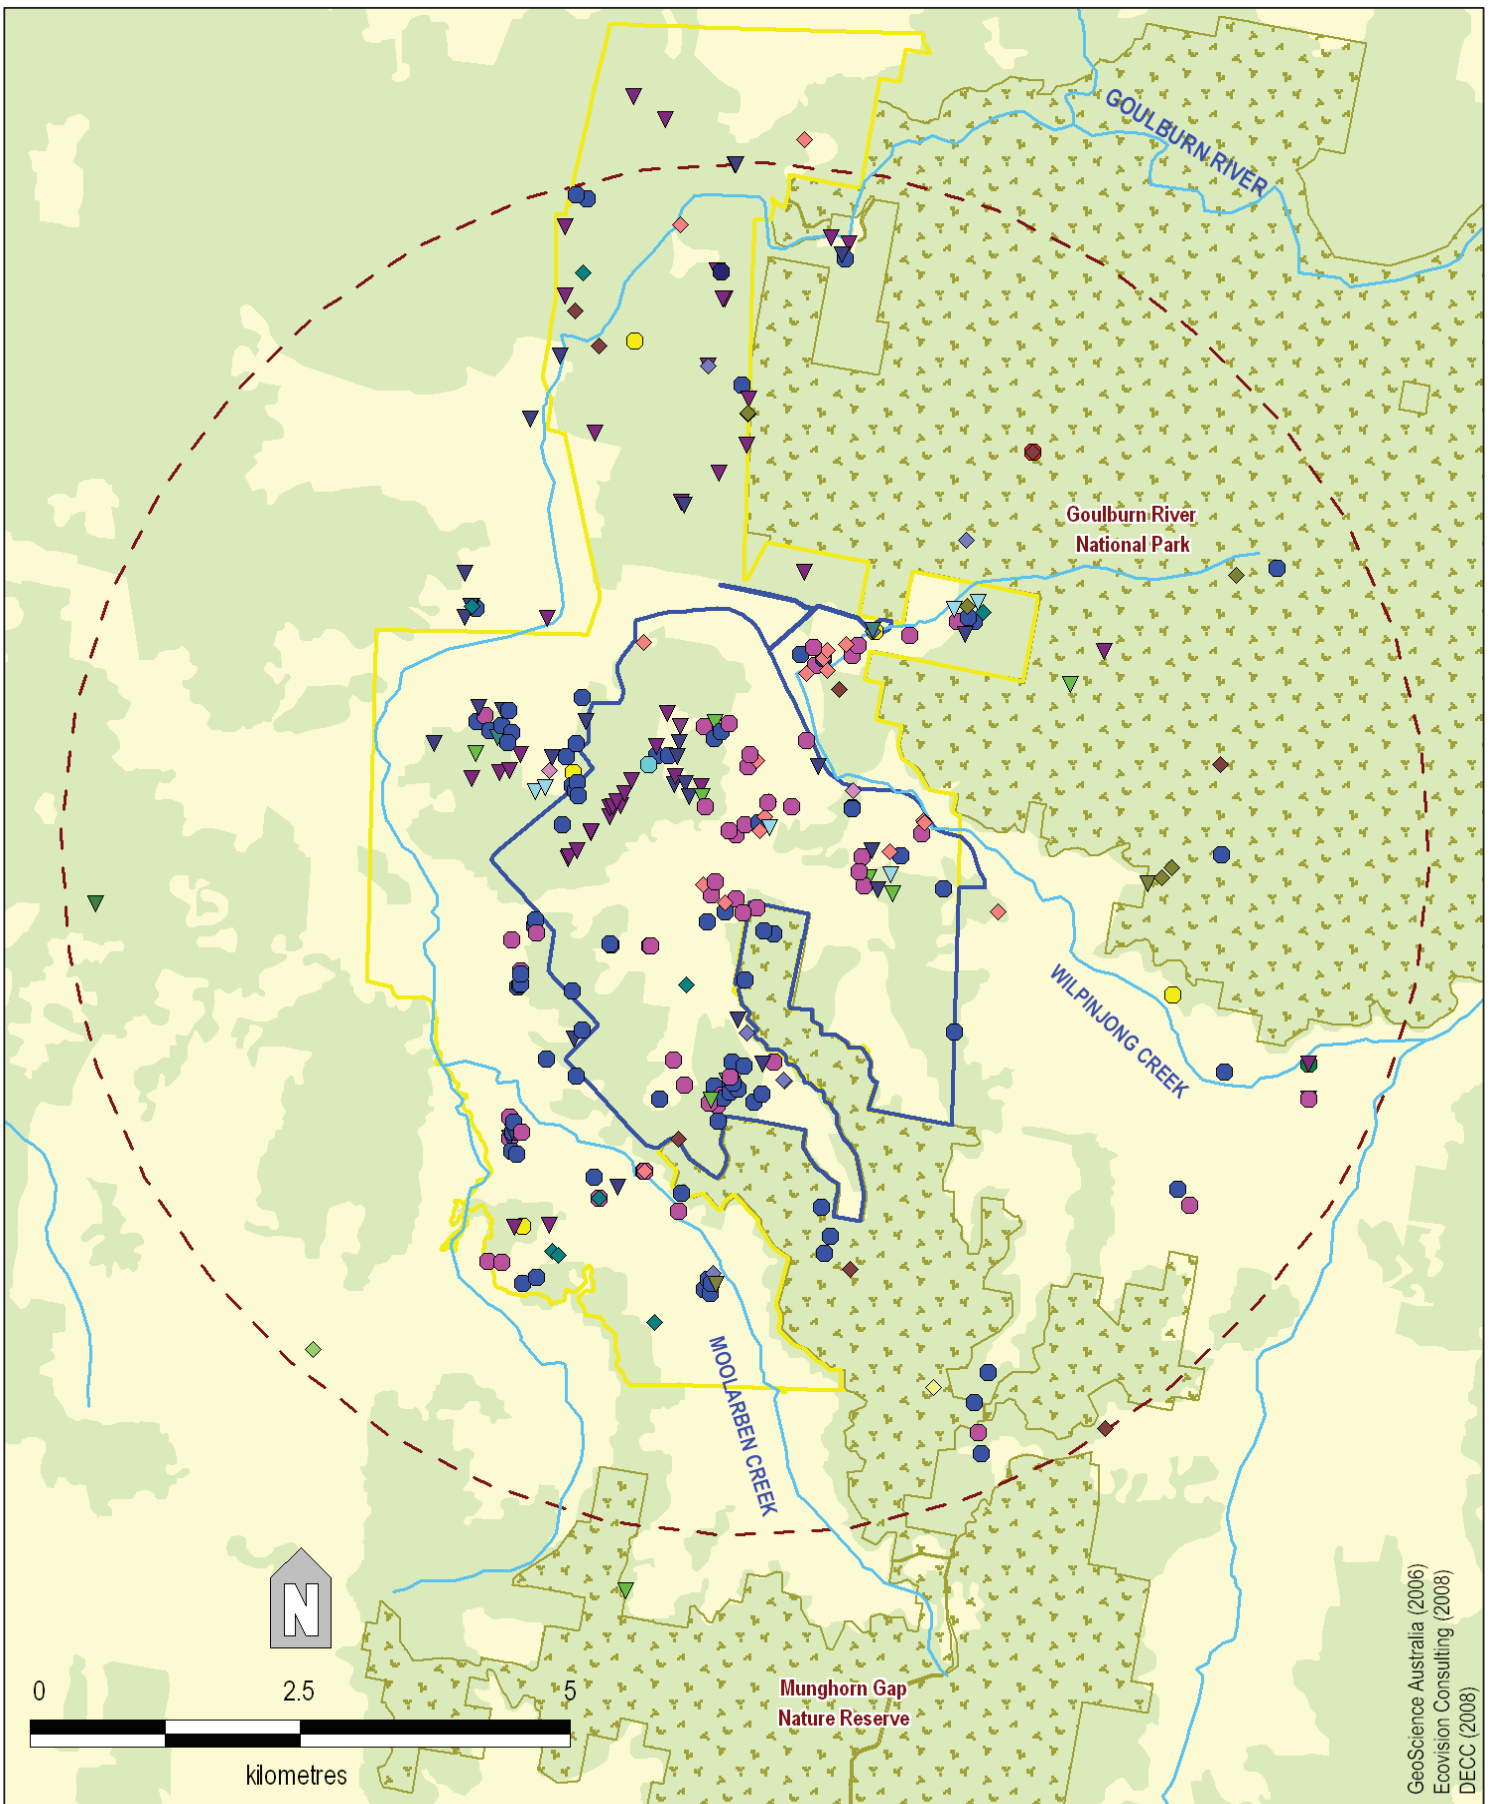 GOULBURN RIVER
Goulburn River
National Park
WILPINJONG CREEK
MOOLARBEN CREEK
N
Munghorn Gap
Nature Reserve
0 2.5 5
kilometres
GeoScience Australia (2006)
Ecovision Consulting (2008)
DECC (2008)